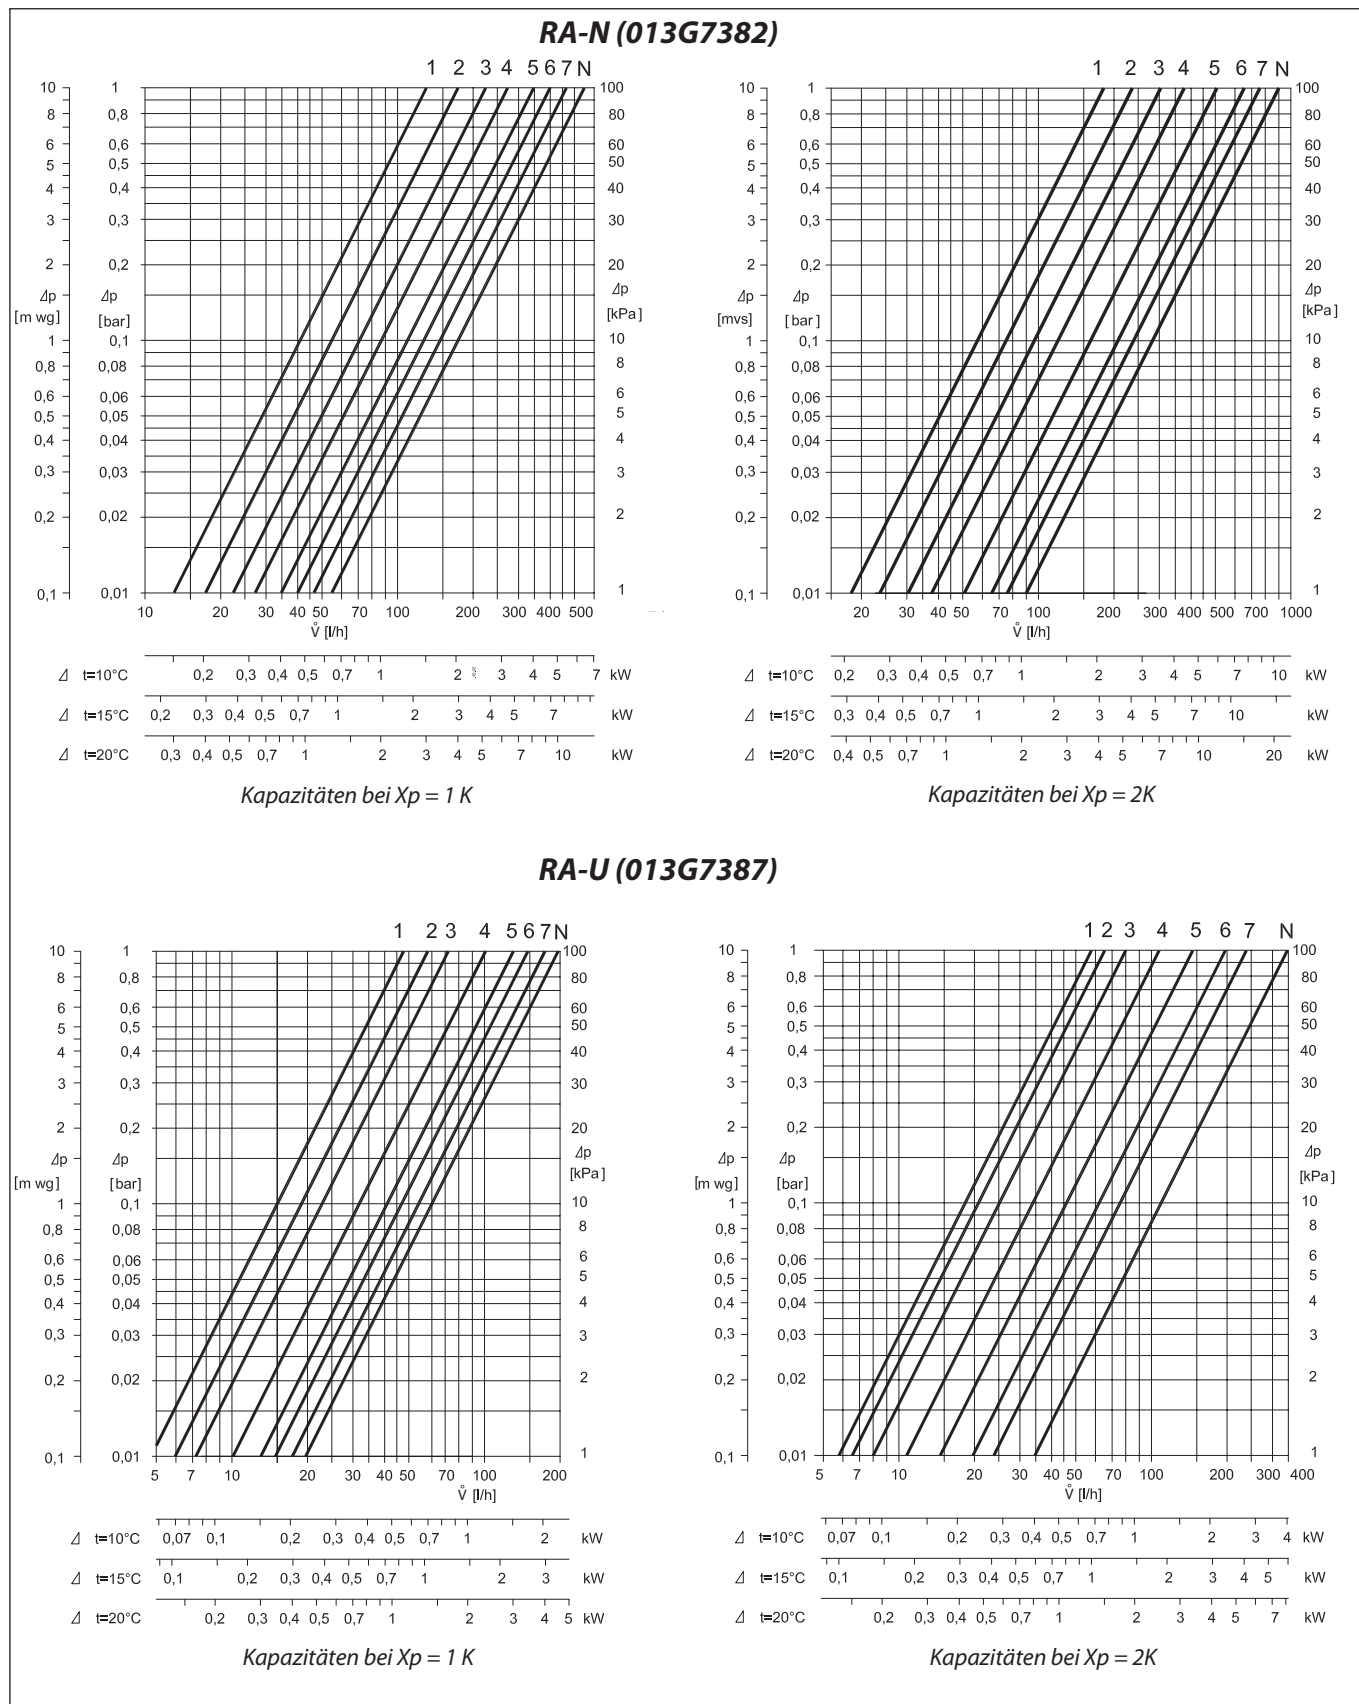 RA-N (013G7382)
1 2 3 4 5 6 7 N
10 1 100
8 0,8 80
6 0,6 60
5 0,5 50
4 0,4 40
3 0,3 30
2 0,2 20
Δp Δp Δp
[m wg] [bar] [kPa]
1 0,1 10
0,8 0,08 8
0,6 0,06 6
0,5 0,05 5
0,4 0,04 4
0,3 0,03 3
0,2 0,02 2
0,1 0,01 1
10 20 30 50 70 100 200 300 400 500
V̊ [l/h]
Δ t=10°C 0,2 0,3 0,4 0,5 0,7 1 2 3 4 5 7 kW
Δ t=15°C 0,2 0,3 0,4 0,5 0,7 1 2 3 4 5 7 kW
Δ t=20°C 0,3 0,4 0,5 0,7 1 2 3 4 5 7 10 kW
Kapazitäten bei Xp = 1 K
1 2 3 4 5 6 7 N
10 1 100
8 0,8 80
6 0,6 60
5 0,5 50
4 0,4 40
3 0,3 30
2 0,2 20
Δp Δp Δp
[mvs] [bar] [kPa]
1 0,1 10
0,8 0,08 8
0,6 0,06 6
0,5 0,05 5
0,4 0,04 4
0,3 0,03 3
0,2 0,02 2
0,1 0,01 1
20 30 40 50 70 100 200 300 400 500 700 1000
V̊ [l/h]
Δ t=10°C 0,2 0,3 0,4 0,5 0,7 1 2 3 4 5 7 10 kW
Δ t=15°C 0,3 0,4 0,5 0,7 1 2 3 4 5 7 10 kW
Δ t=20°C 0,4 0,5 0,7 1 2 3 4 5 7 10 20 kW
Kapazitäten bei Xp = 2K
RA-U (013G7387)
1 2 3 4 5 6 7 N
10 1 100
8 0,8 80
6 0,6 60
5 0,5 50
4 0,4 40
3 0,3 30
2 0,2 20
Δp Δp Δp
[m wg] [bar] [kPa]
1 0,1 10
0,8 0,08 8
0,6 0,06 6
0,5 0,05 5
0,4 0,04 4
0,3 0,03 3
0,2 0,02 2
0,1 0,01 1
5 7 10 20 30 40 50 70 100 200
V̊ [l/h]
Δ t=10°C 0,07 0,1 0,2 0,3 0,4 0,5 0,7 1 2 kW
Δ t=15°C 0,1 0,2 0,3 0,4 0,5 0,7 1 2 3 kW
Δ t=20°C 0,2 0,3 0,4 0,5 0,7 1 2 3 4 5 kW
Kapazitäten bei Xp = 1 K
1 2 3 4 5 6 7 N
10 1 100
8 0,8 80
6 0,6 60
5 0,5 50
4 0,4 40
3 0,3 30
2 0,2 20
Δp Δp Δp
[m wg] [bar] [kPa]
1 0,1 10
0,8 0,08 8
0,6 0,06 6
0,5 0,05 5
0,4 0,04 4
0,3 0,03 3
0,2 0,02 2
0,1 0,01 1
5 7 10 20 30 40 50 70 100 200 300 400
V̊ [l/h]
Δ t=10°C 0,07 0,1 0,2 0,3 0,4 0,5 0,7 1 2 3 4 kW
Δ t=15°C 0,1 0,2 0,3 0,4 0,5 0,7 1 2 3 4 5 kW
Δ t=20°C 0,2 0,3 0,4 0,5 0,7 1 2 3 4 5 7 kW
Kapazitäten bei Xp = 2K